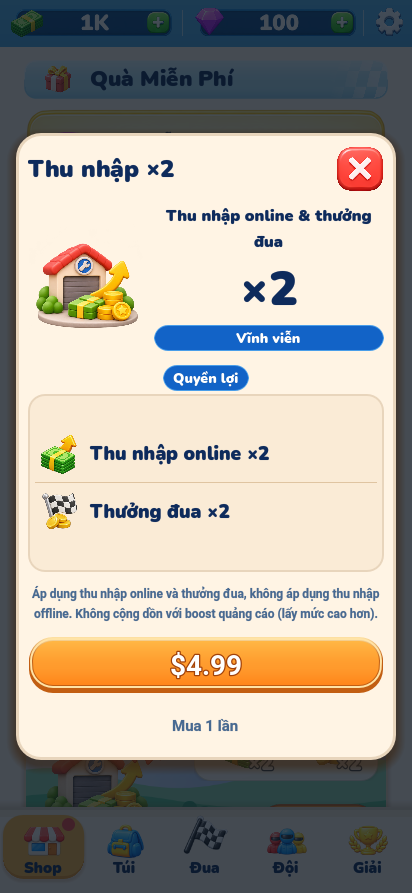 1K
100
Quà Miễn Phí
Thu nhập ×2
Thu nhập online & thưởng
đua
×2
Vĩnh viễn
Quyền lợi
Thu nhập online ×2
Thưởng đua ×2
Áp dụng thu nhập online và thưởng đua, không áp dụng thu nhập
offline. Không cộng dồn với boost quảng cáo (lấy mức cao hơn).
$4.99
Mua 1 lần
×2
×2
Shop
Túi
Đua
Đội
Giải